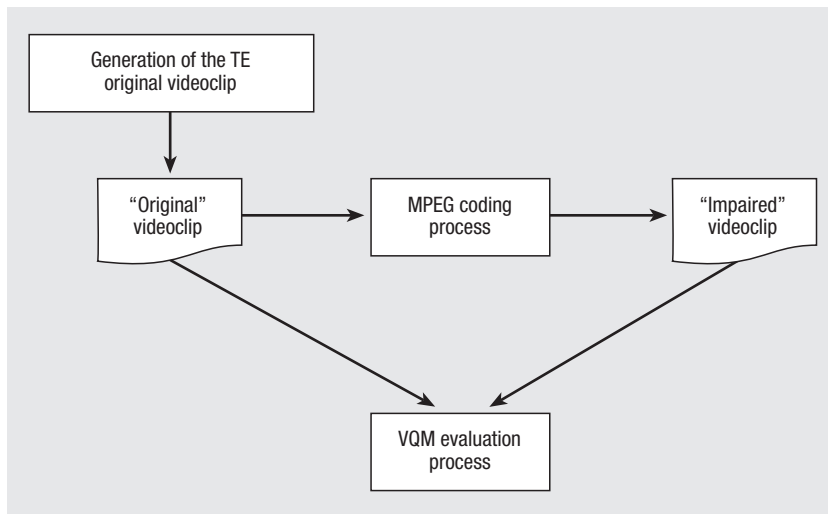 Generation of the TE
original videoclip
“Original”
videoclip
MPEG coding
process
“Impaired”
videoclip
VQM evaluation
process